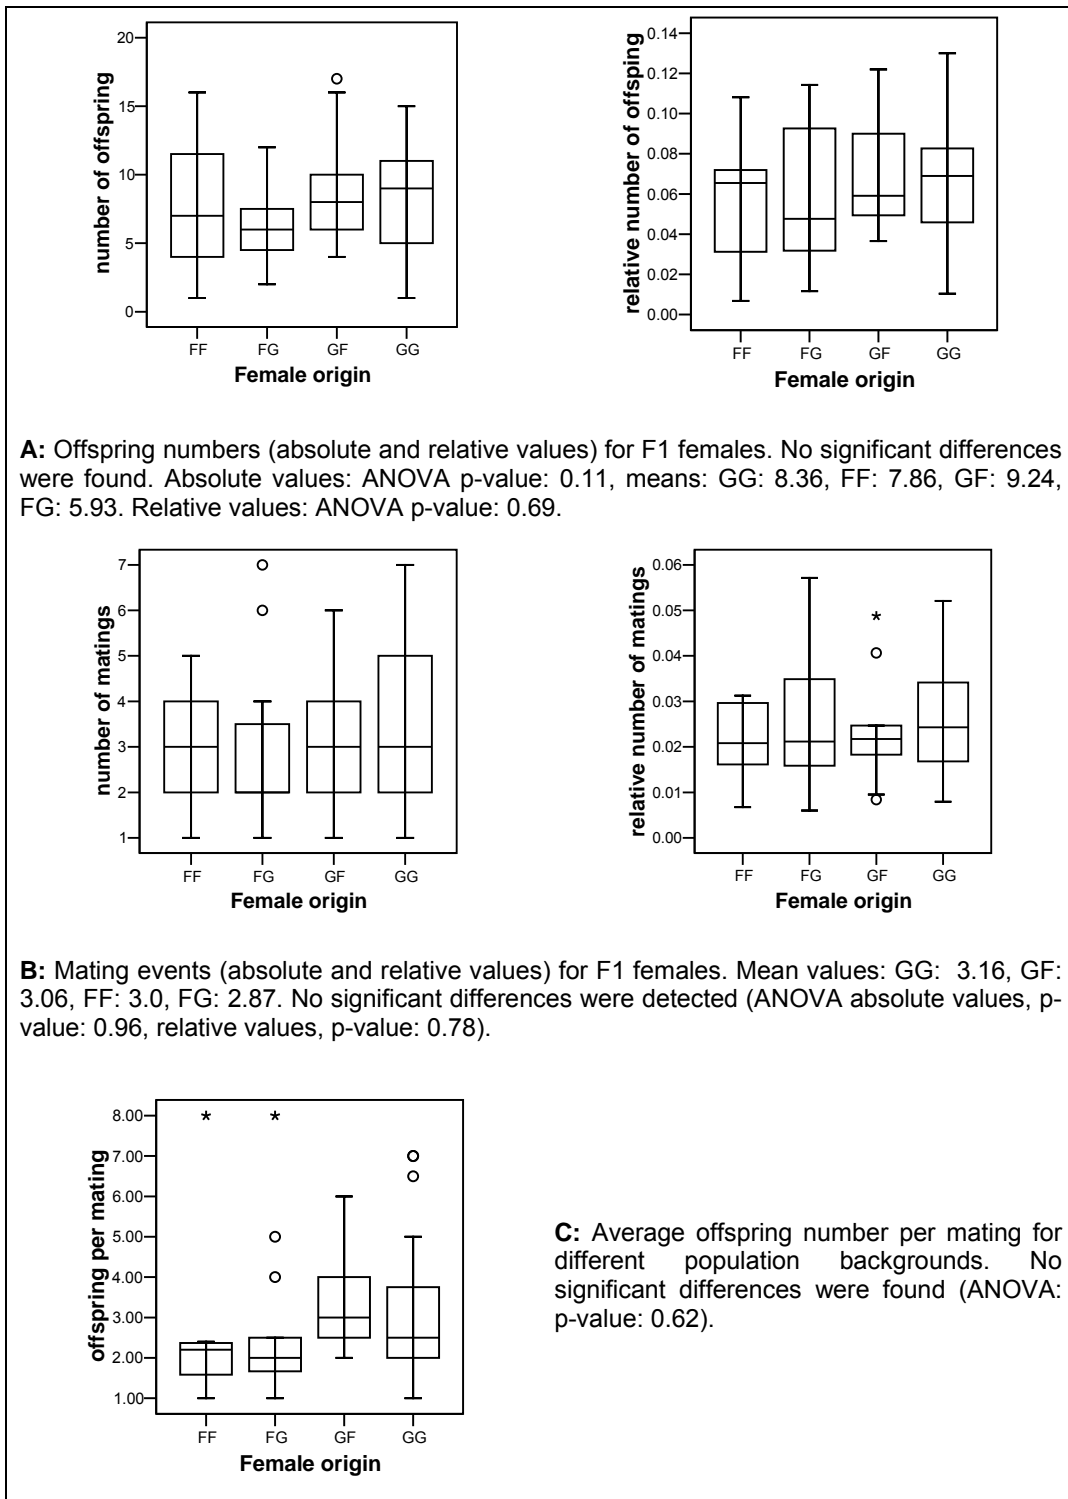 number of offspring
20
15
10
5
0
FF FG GF GG
Female origin
relative number of offsping
0.14
0.12
0.10
0.08
0.06
0.04
0.02
0.00
FF FG GF GG
Female origin
A: Offspring numbers (absolute and relative values) for F1 females. No significant differences
were found. Absolute values: ANOVA p-value: 0.11, means: GG: 8.36, FF: 7.86, GF: 9.24,
FG: 5.93. Relative values: ANOVA p-value: 0.69.
number of matings
7
6
5
4
3
2
1
FF FG GF GG
Female origin
relative number of matings
0.06
0.05
0.04
0.03
0.02
0.01
0.00
FF FG GF GG
Female origin
B: Mating events (absolute and relative values) for F1 females. Mean values: GG: 3.16, GF:
3.06, FF: 3.0, FG: 2.87. No significant differences were detected (ANOVA absolute values, p-
value: 0.96, relative values, p-value: 0.78).
offspring per mating
8.00
7.00
6.00
5.00
4.00
3.00
2.00
1.00
FF FG GF GG
Female origin
C: Average offspring number per mating for
different population backgrounds. No
significant differences were found (ANOVA:
p-value: 0.62).